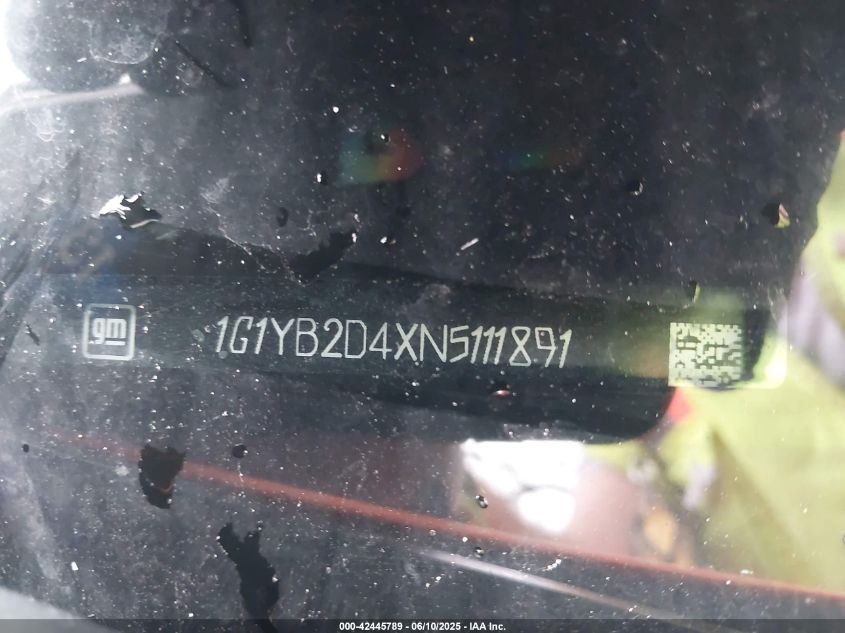 gm 1G1YB2D4XN5111891
000-42445789 - 06/10/2025 - IAA Inc.